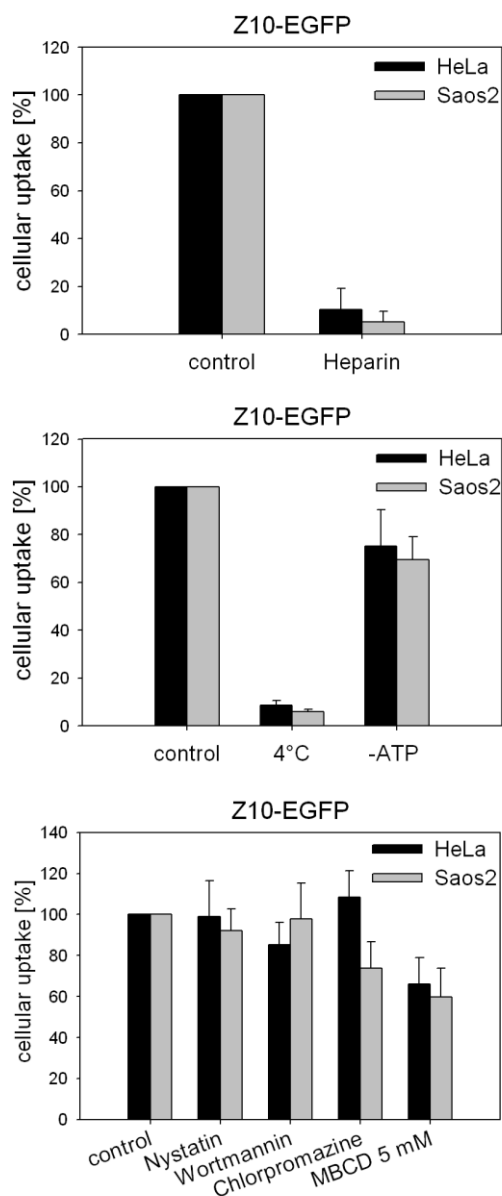 Z10-EGFP
HeLa
Saos2
cellular uptake [%]
120
100
80
60
40
20
0
control Heparin
Z10-EGFP
HeLa
Saos2
cellular uptake [%]
120
100
80
60
40
20
0
control 4°C -ATP
Z10-EGFP
HeLa
Saos2
cellular uptake [%]
140
120
100
80
60
40
20
0
control Nystatin Wortmannin Chlorpromazine MBCD 5 mM